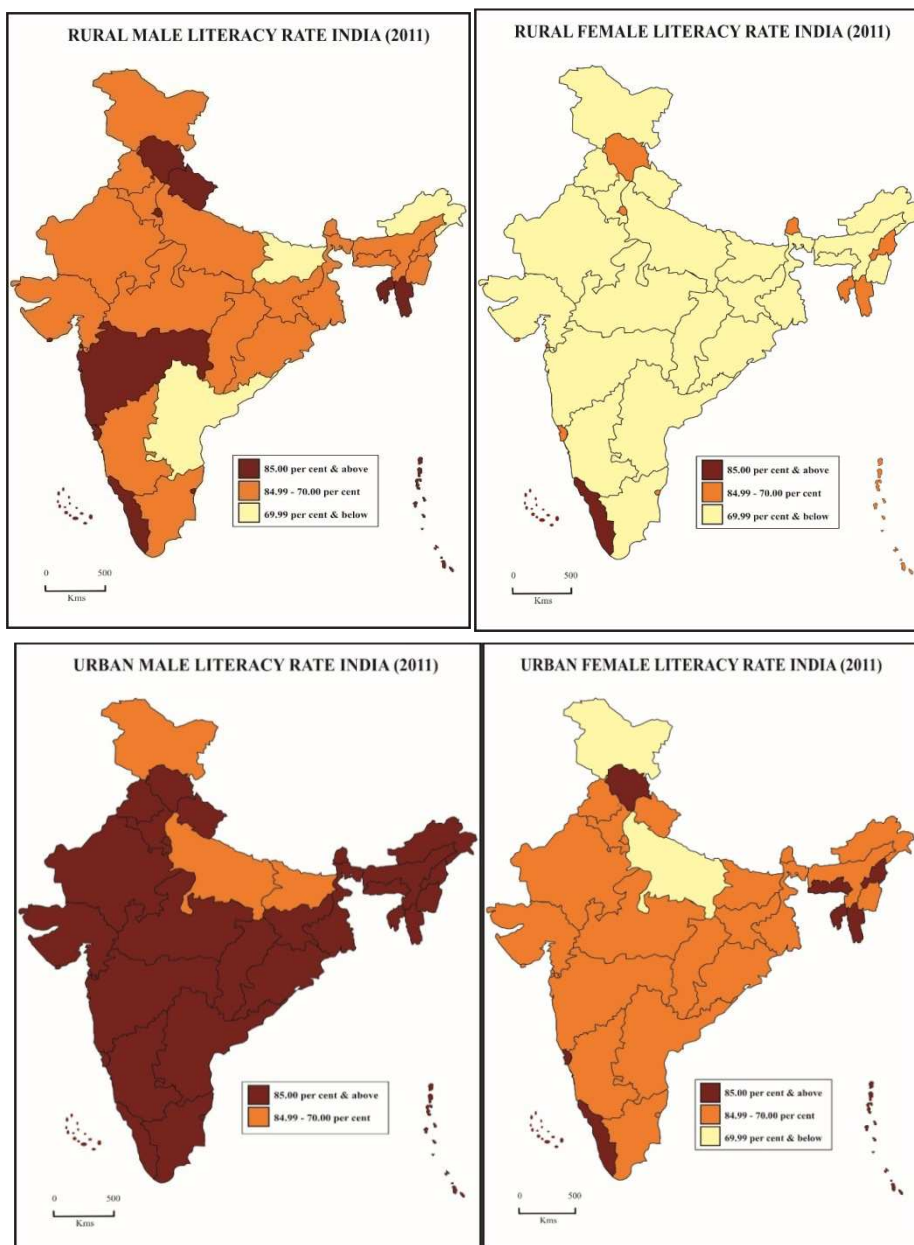 RURAL MALE LITERACY RATE INDIA (2011)
85.00 per cent & above
84.99 - 70.00 per cent
69.99 per cent & below
0 500
Kms
RURAL FEMALE LITERACY RATE INDIA (2011)
85.00 per cent & above
84.99 - 70.00 per cent
69.99 per cent & below
0 500
Kms
URBAN MALE LITERACY RATE INDIA (2011)
85.00 per cent & above
84.99 - 70.00 per cent
0 500
Kms
URBAN FEMALE LITERACY RATE INDIA (2011)
85.00 per cent & above
84.99 - 70.00 per cent
69.99 per cent & below
0 500
Kms